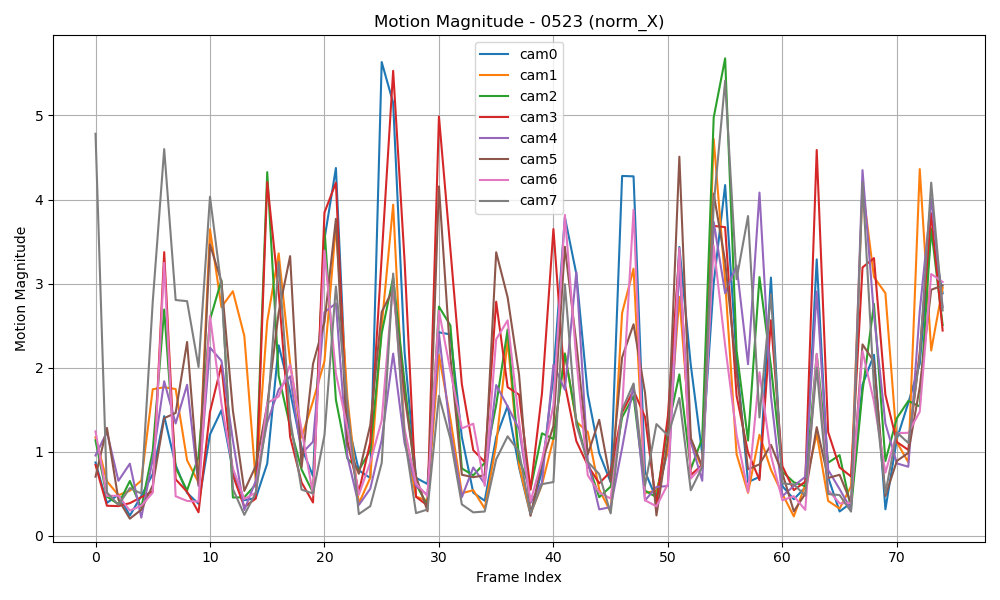 Motion Magnitude - 0523 (norm_X)
cam0
cam1
cam2
cam3
cam4
cam5
cam6
cam7
Motion Magnitude
5
4
3
2
1
0
0 10 20 30 40 50 60 70
Frame Index